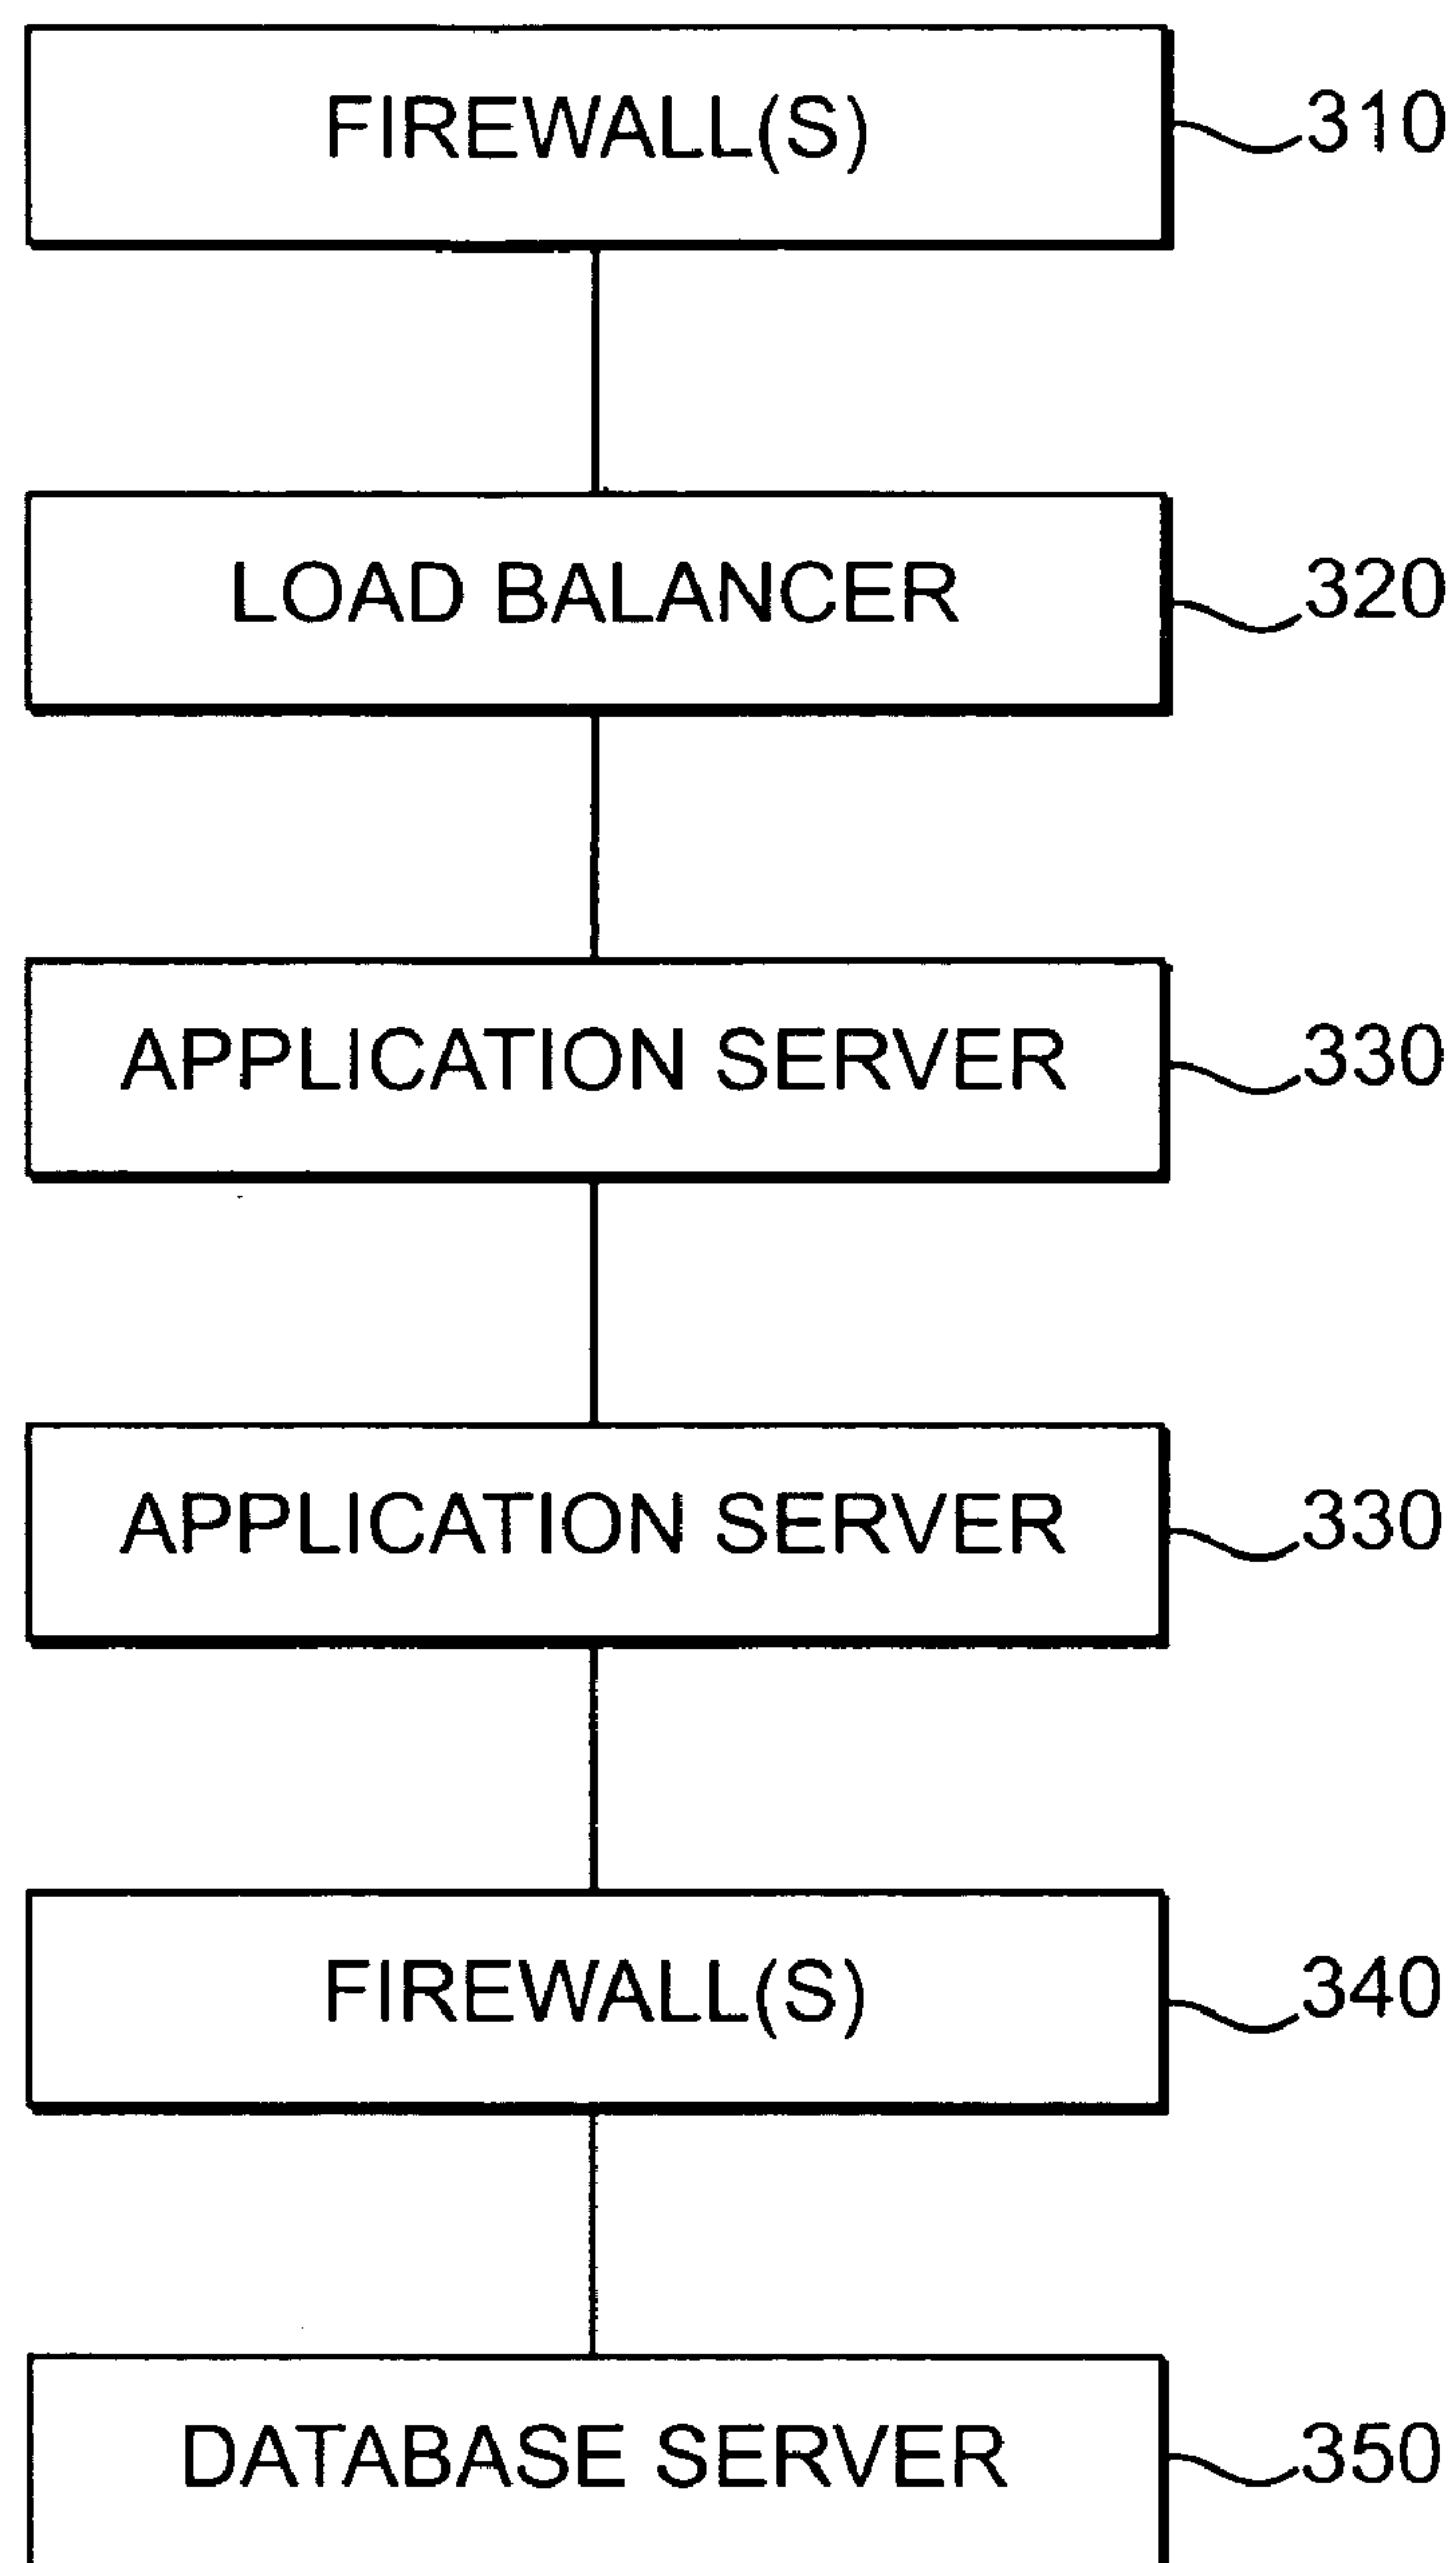 FIREWALL(S) 310
LOAD BALANCER 320
APPLICATION SERVER 330
APPLICATION SERVER 330
FIREWALL(S) 340
DATABASE SERVER 350